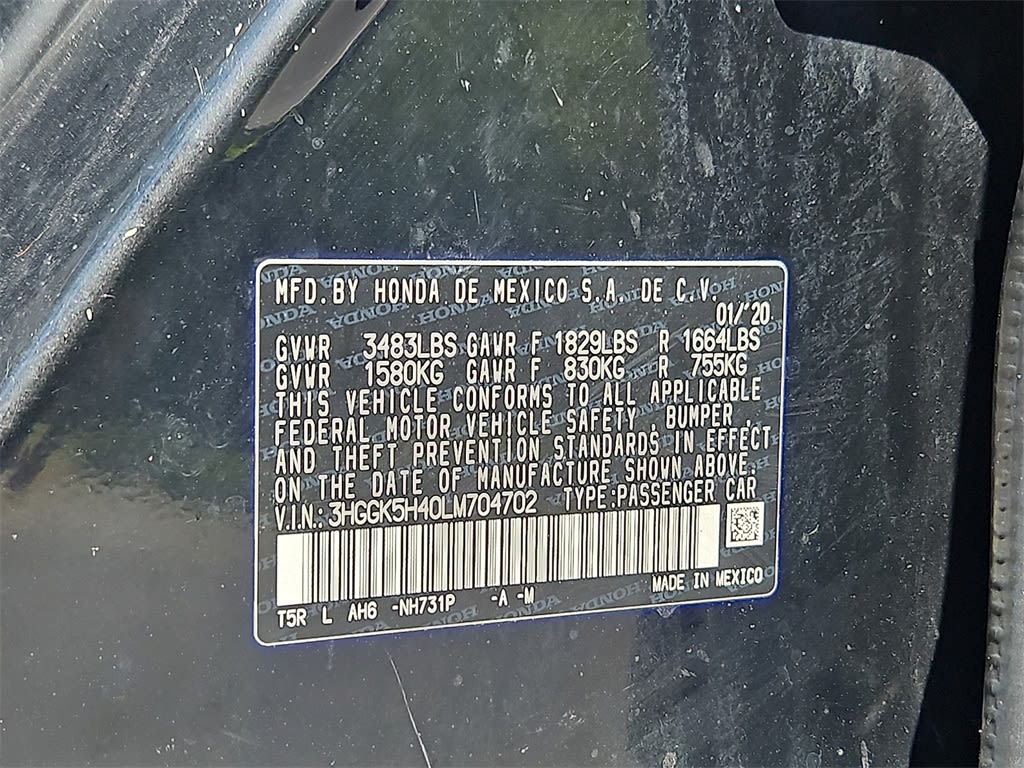 MFD. BY HONDA DE MEXICO S.A. DE C.V.
01/'20
GVWR 3483LBS GAWR F 1829LBS R 1664LBS
GVWR 1580KG GAWR F 830KG R 755KG
THIS VEHICLE CONFORMS TO ALL APPLICABLE
FEDERAL MOTOR VEHICLE SAFETY, BUMPER,
AND THEFT PREVENTION STANDARDS IN EFFECT
ON THE DATE OF MANUFACTURE SHOWN ABOVE.
V.I.N.: 3HGGK5H40LM704702 TYPE:PASSENGER CAR
MADE IN MEXICO
T5R L AH6 -NH731P -A -M